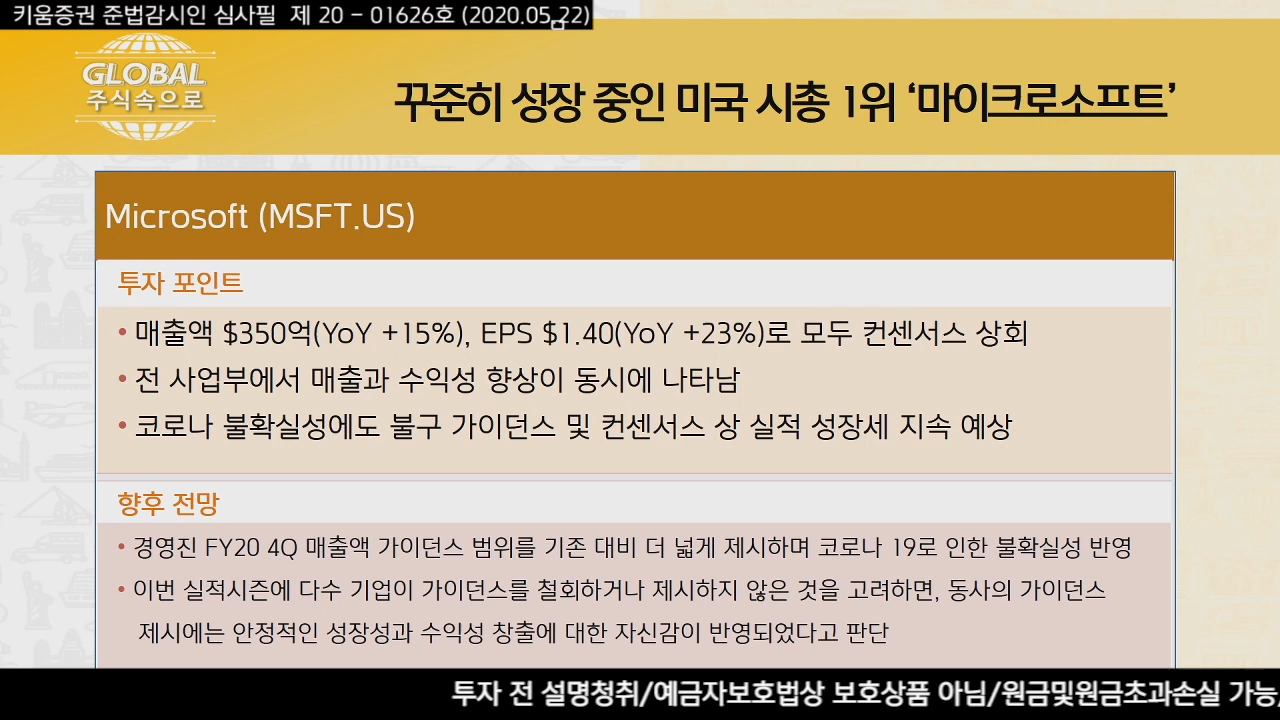 키움증권 준법감시인 심사필 제 20 - 01626호 (2020.05.22)
GLOBAL
주식속으로
꾸준히 성장 중인 미국 시총 1위 ‘마이크로소프트’
Microsoft (MSFT.US)
투자 포인트
• 매출액 $350억(YoY +15%), EPS $1.40(YoY +23%)로 모두 컨센서스 상회
• 전 사업부에서 매출과 수익성 향상이 동시에 나타남
• 코로나 불확실성에도 불구 가이던스 및 컨센서스 상 실적 성장세 지속 예상
향후 전망
• 경영진 FY20 4Q 매출액 가이던스 범위를 기존 대비 더 넓게 제시하며 코로나 19로 인한 불확실성 반영
• 이번 실적시즌에 다수 기업이 가이던스를 철회하거나 제시하지 않은 것을 고려하면, 동사의 가이던스
제시에는 안정적인 성장성과 수익성 창출에 대한 자신감이 반영되었다고 판단
투자 전 설명청취/예금자보호법상 보호상품 아님/원금및원금초과손실 가능/